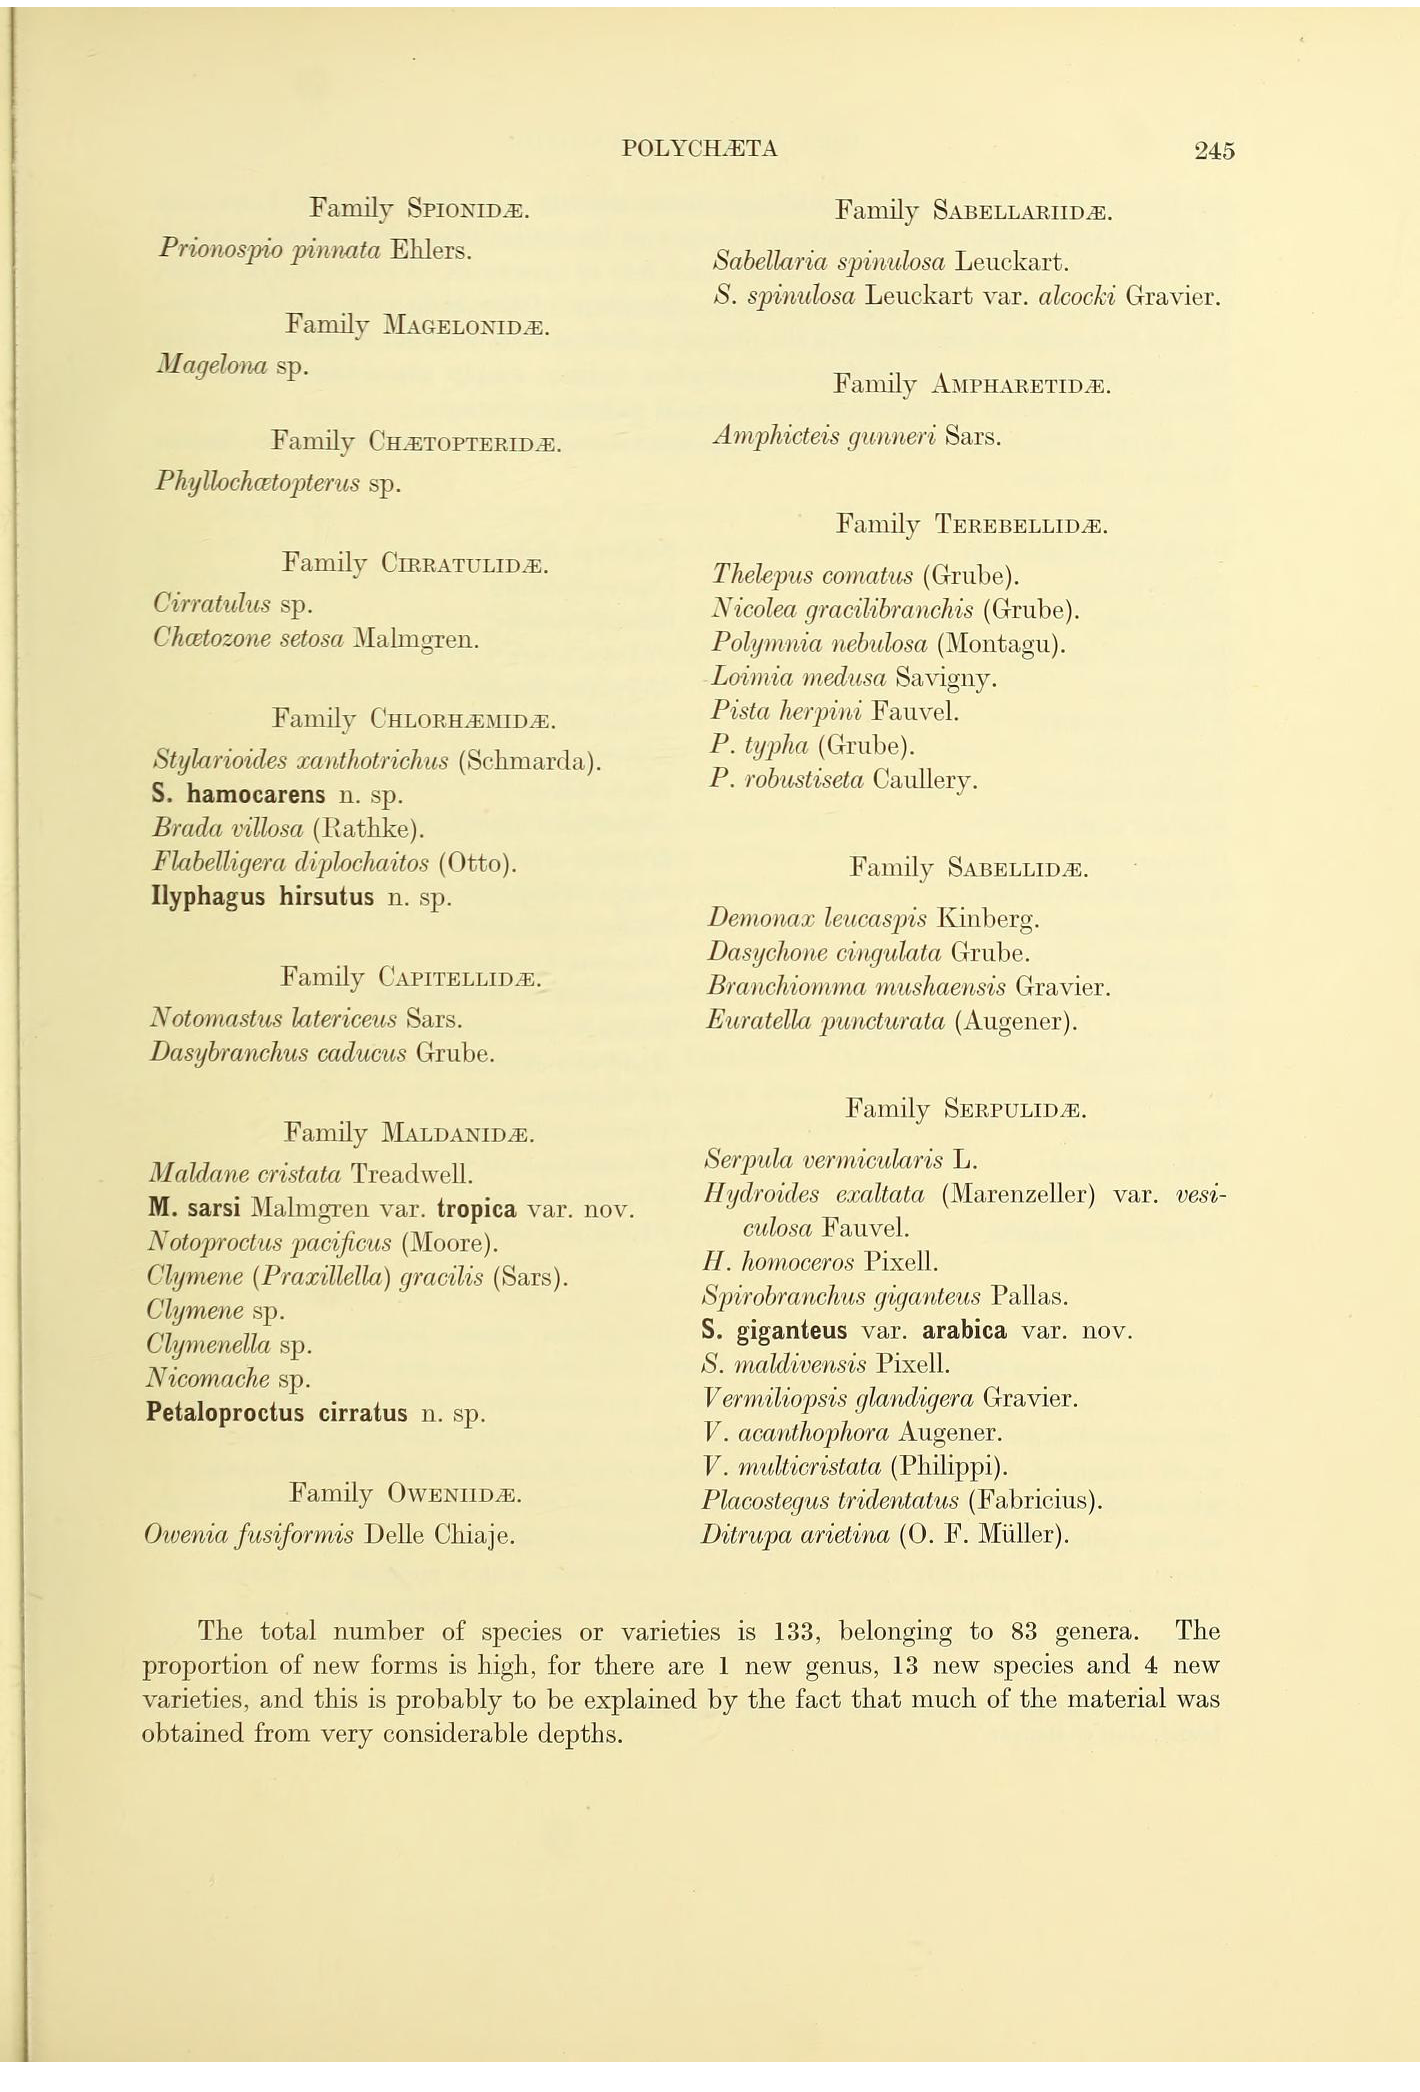 POLYCHÆTA 245
Family SPIONIDÆ.
Prionospio pinnata Ehlers.
Family MAGELONIDÆ.
Magelona sp.
Family CHÆTOPTERIDÆ.
Phyllochætopterus sp.
Family CIRRATULIDÆ.
Cirratulus sp.
Chætozone setosa Malmgren.
Family CHLORHÆMIDÆ.
Stylarioides xanthotrichus (Schmarda).
S. hamocarens n. sp.
Brada villosa (Rathke).
Flabelligera diplochaitos (Otto).
Ilyphagus hirsutus n. sp.
Family CAPITELLIDÆ.
Notomastus latericeus Sars.
Dasybranchus caducus Grube.
Family MALDANIDÆ.
Maldane cristata Treadwell.
M. sarsi Malmgren var. tropica var. nov.
Notoproctus pacificus (Moore).
Clymene (Praxillella) gracilis (Sars).
Clymene sp.
Clymenella sp.
Nicomache sp.
Petaloproctus cirratus n. sp.
Family OWENIIDÆ.
Owenia fusiformis Delle Chiaje.
Family SABELLARIIDÆ.
Sabellaria spinulosa Leuckart.
S. spinulosa Leuckart var. alcocki Gravier.
Family AMPHARETIDÆ.
Amphicteis gunneri Sars.
Family TEREBELLIDÆ.
Thelepus comatus (Grube).
Nicolea gracilibranchis (Grube).
Polymnia nebulosa (Montagu).
Loimia medusa Savigny.
Pista herpini Fauvel.
P. typha (Grube).
P. robustiseta Caullery.
Family SABELLIDÆ.
Demonax leucaspis Kinberg.
Dasychone cingulata Grube.
Branchiomma mushaensis Gravier.
Euratella puncturata (Augener).
Family SERPULIDÆ.
Serpula vermicularis L.
Hydroides exaltata (Marenzeller) var. vesi-
culosa Fauvel.
H. homoceros Pixell.
Spirobranchus giganteus Pallas.
S. giganteus var. arabica var. nov.
S. maldivensis Pixell.
Vermiliopsis glandigera Gravier.
V. acanthophora Augener.
V. multicristata (Philippi).
Placostegus tridentatus (Fabricius).
Ditrupa arietina (O. F. Müller).
The total number of species or varieties is 133, belonging to 83 genera. The
proportion of new forms is high, for there are 1 new genus, 13 new species and 4 new
varieties, and this is probably to be explained by the fact that much of the material was
obtained from very considerable depths.